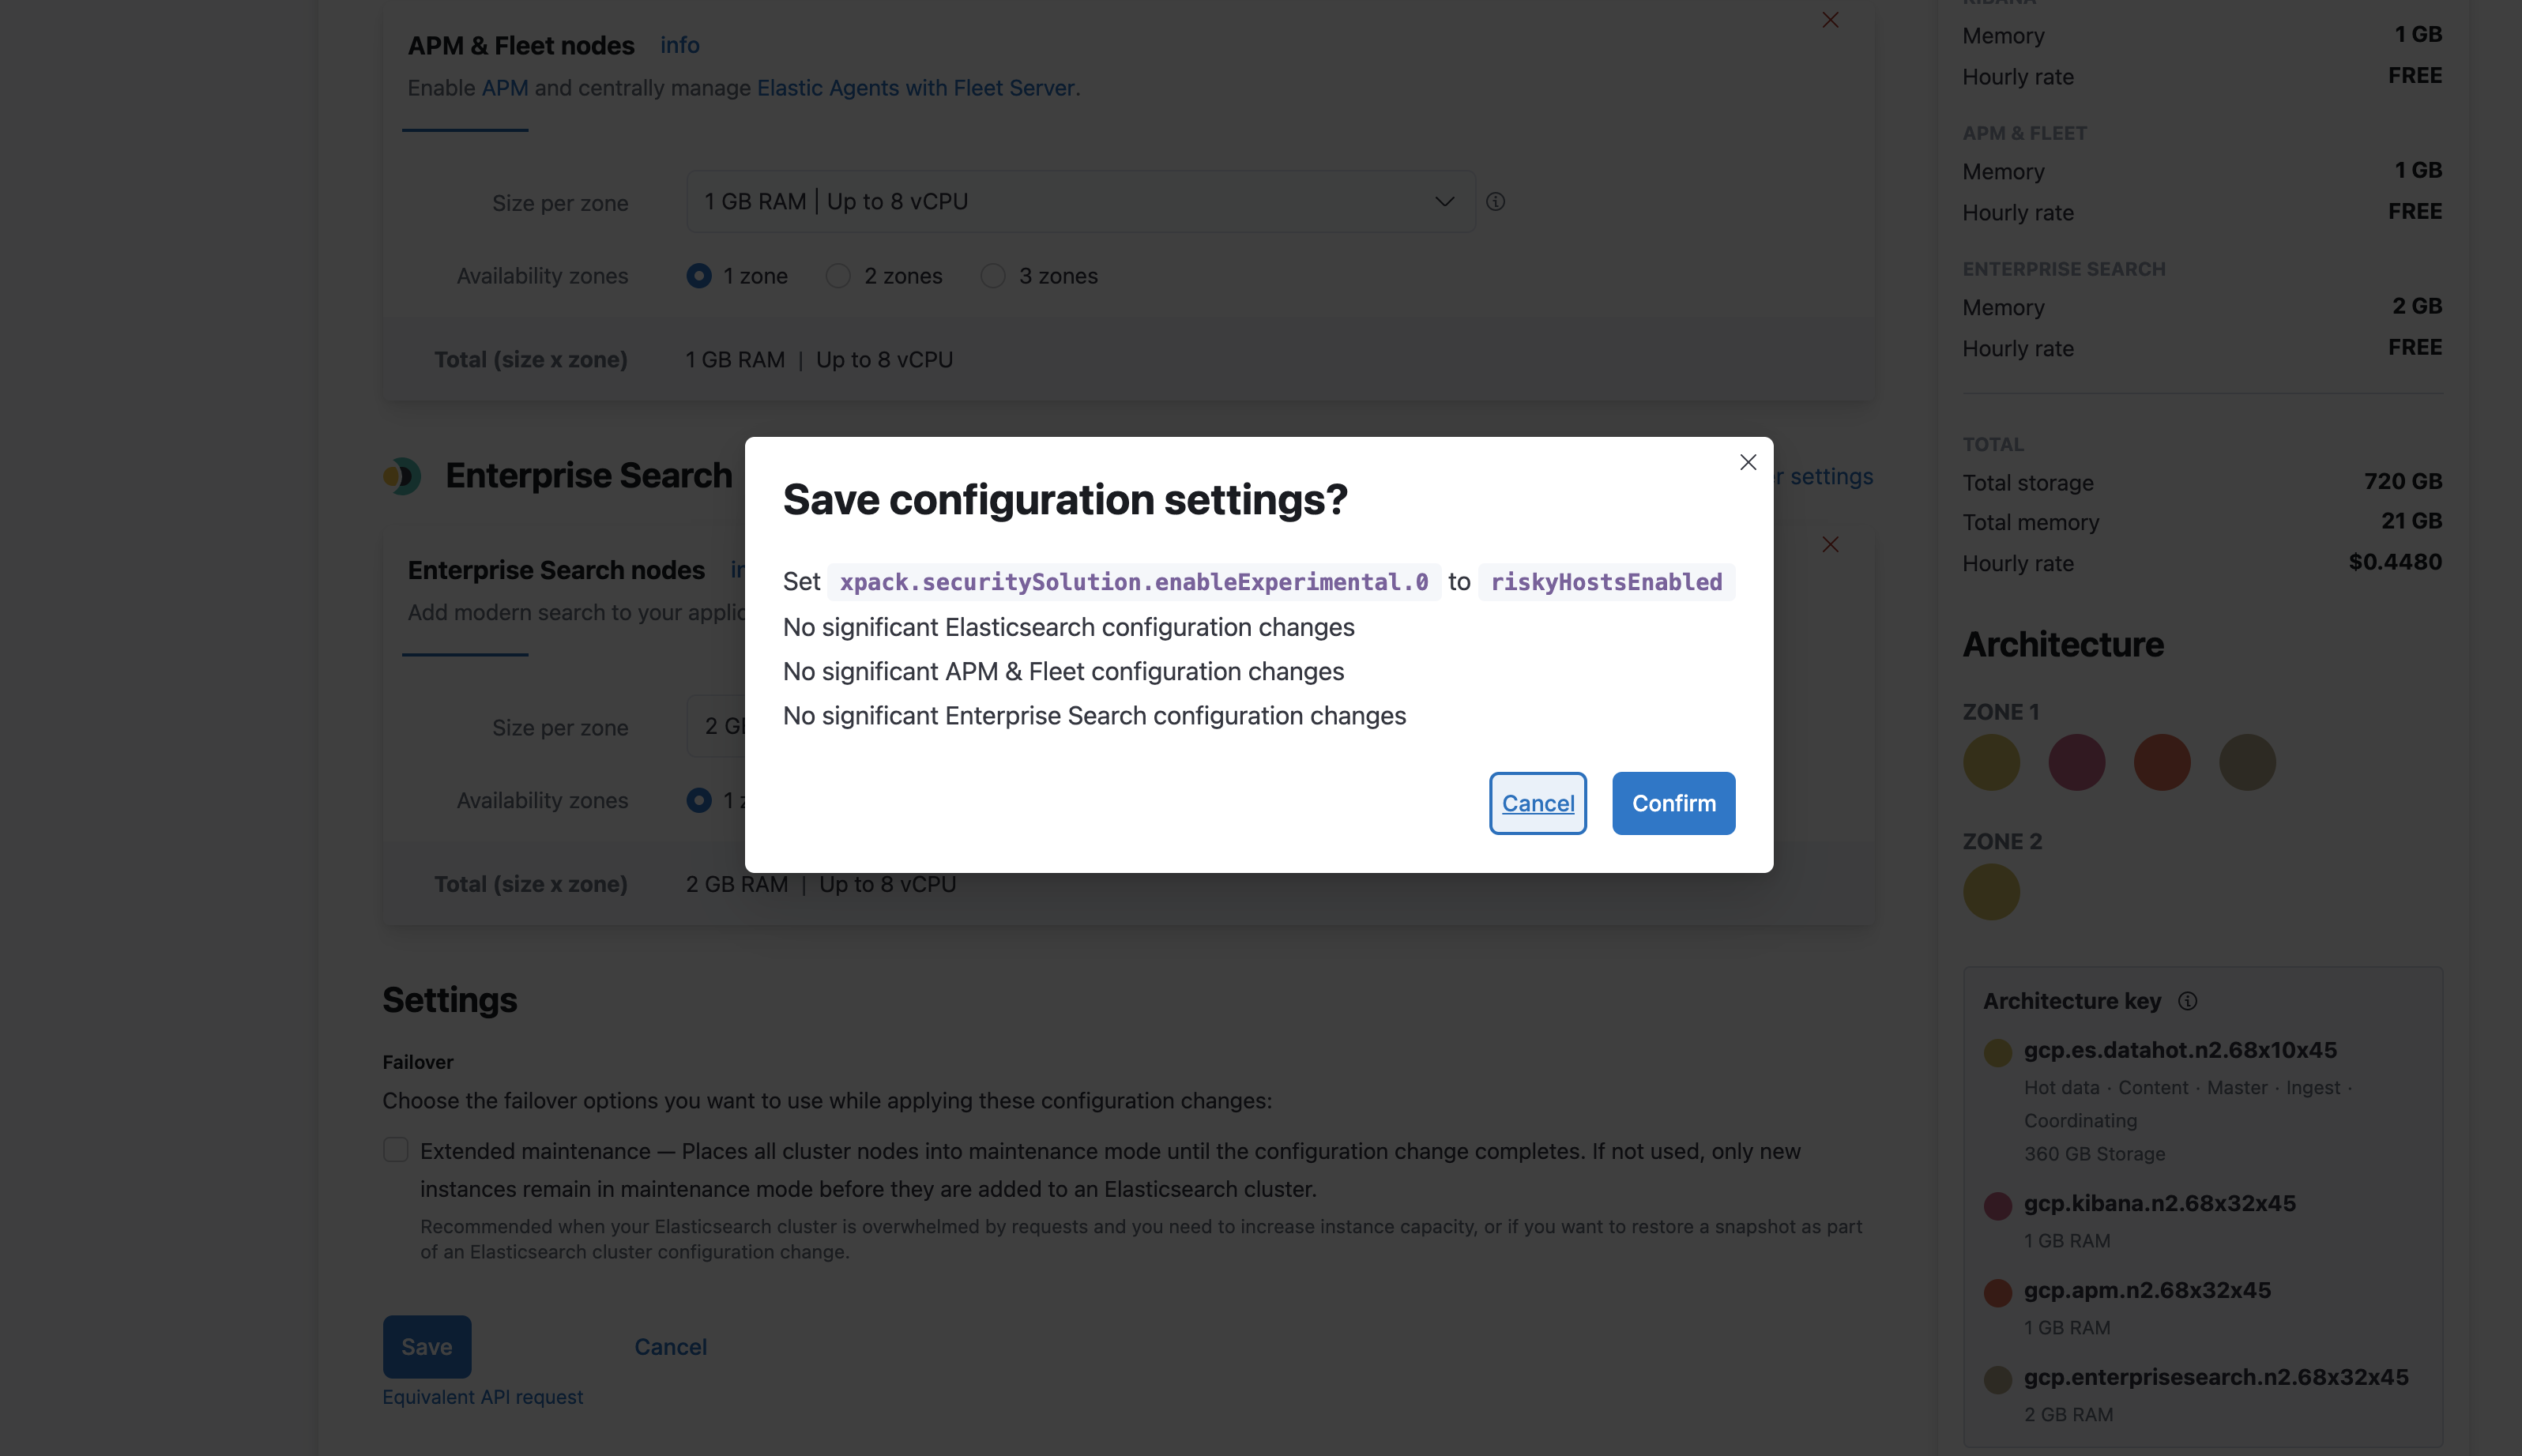 APM & Fleet nodes info
Enable APM and centrally manage Elastic Agents with Fleet Server.
Size per zone
1 GB RAM | Up to 8 vCPU
Availability zones
1 zone
2 zones
3 zones
Total (size x zone)
1 GB RAM | Up to 8 vCPU
Enterprise Search
settings
Enterprise Search nodes
Add modern search to your
Size per zone
2
Availability zones
1
Total (size x zone)
2 GB RAM | Up to 8 vCPU
Save configuration settings?
Set xpack.securitySolution.enableExperimental.0 to riskyHostsEnabled
No significant Elasticsearch configuration changes
No significant APM & Fleet configuration changes
No significant Enterprise Search configuration changes
Cancel
Confirm
Settings
Failover
Choose the failover options you want to use while applying these configuration changes:
Extended maintenance — Places all cluster nodes into maintenance mode until the configuration change completes. If not used, only new
instances remain in maintenance mode before they are added to an Elasticsearch cluster.
Recommended when your Elasticsearch cluster is overwhelmed by requests and you need to increase instance capacity, or if you want to restore a snapshot as part
of an Elasticsearch cluster configuration change.
Save
Cancel
Equivalent API request
KIBANA
Memory 1 GB
Hourly rate FREE
APM & FLEET
Memory 1 GB
Hourly rate FREE
ENTERPRISE SEARCH
Memory 2 GB
Hourly rate FREE
TOTAL
Total storage 720 GB
Total memory 21 GB
Hourly rate $0.4480
Architecture
ZONE 1
ZONE 2
Architecture key
gcp.es.datahot.n2.68x10x45
Hot data · Content · Master · Ingest ·
Coordinating
360 GB Storage
gcp.kibana.n2.68x32x45
1 GB RAM
gcp.apm.n2.68x32x45
1 GB RAM
gcp.enterprisesearch.n2.68x32x45
2 GB RAM